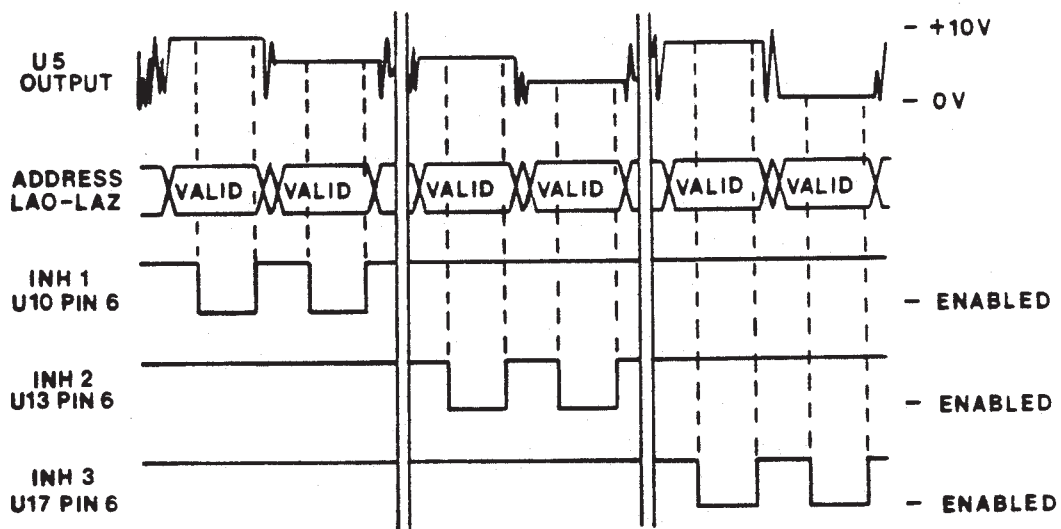 U5
OUTPUT
- +10V
- 0V
ADDRESS
LA0-LAZ
VALID VALID VALID VALID VALID VALID
INH 1
U10 PIN 6
- ENABLED
INH 2
U13 PIN 6
- ENABLED
INH 3
U17 PIN 6
- ENABLED